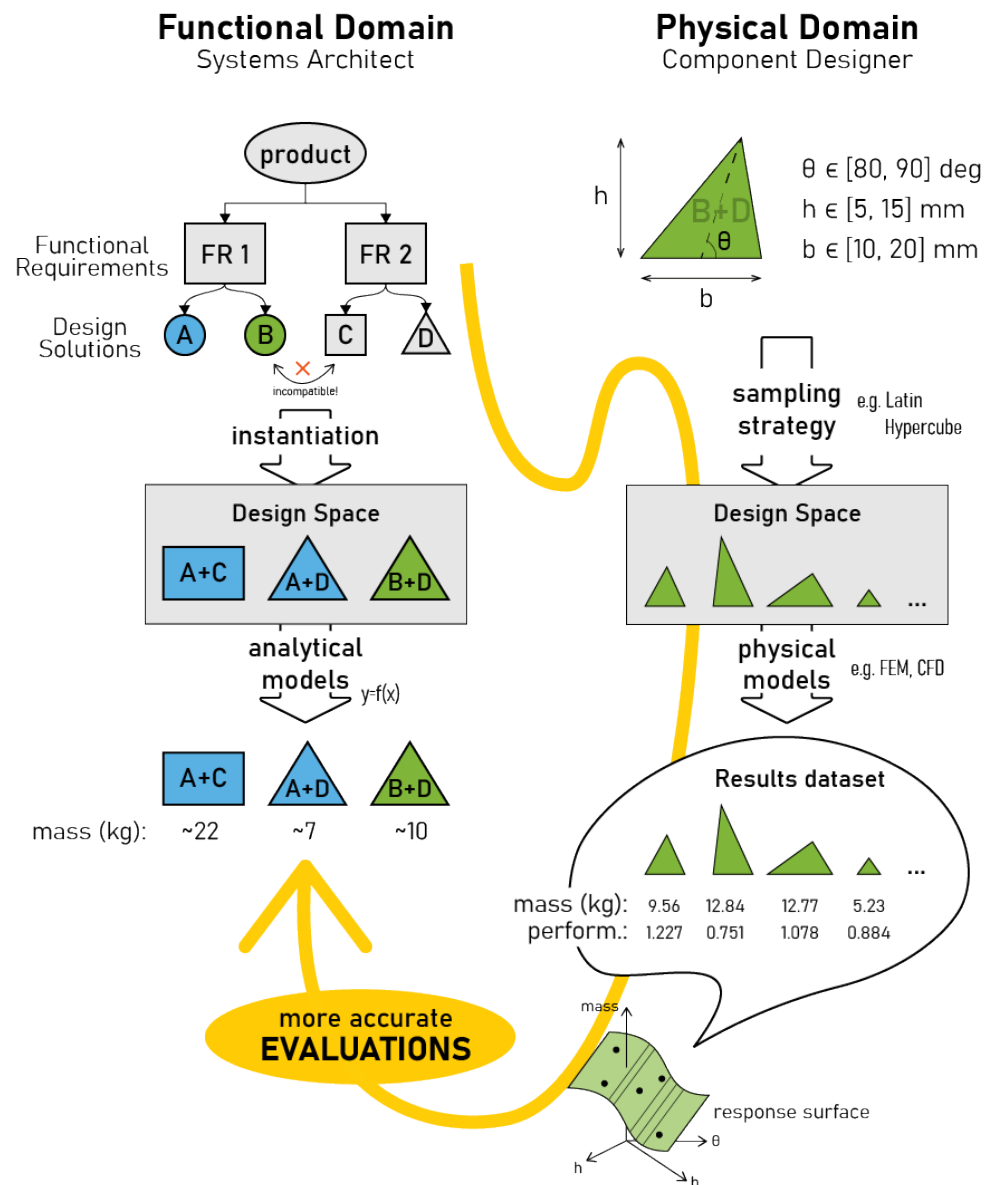 Functional Domain
Systems Architect
product
Functional
Requirements
FR 1
FR 2
Design
Solutions
A
B
C
D
incompatible!
instantiation
Design Space
A+C
A+D
B+D
analytical
models
y=f(x)
A+C
A+D
B+D
mass (kg):
~22
~7
~10
more accurate
EVALUATIONS
Physical Domain
Component Designer
h
B+D
θ
b
θ ∈ [80, 90] deg
h ∈ [5, 15] mm
b ∈ [10, 20] mm
sampling
strategy
e.g. Latin
Hypercube
Design Space
...
physical
models
e.g. FEM, CFD
Results dataset
...
mass (kg): 9.56 12.84 12.77 5.23
perform.: 1.227 0.751 1.078 0.884
mass
response surface
θ
h